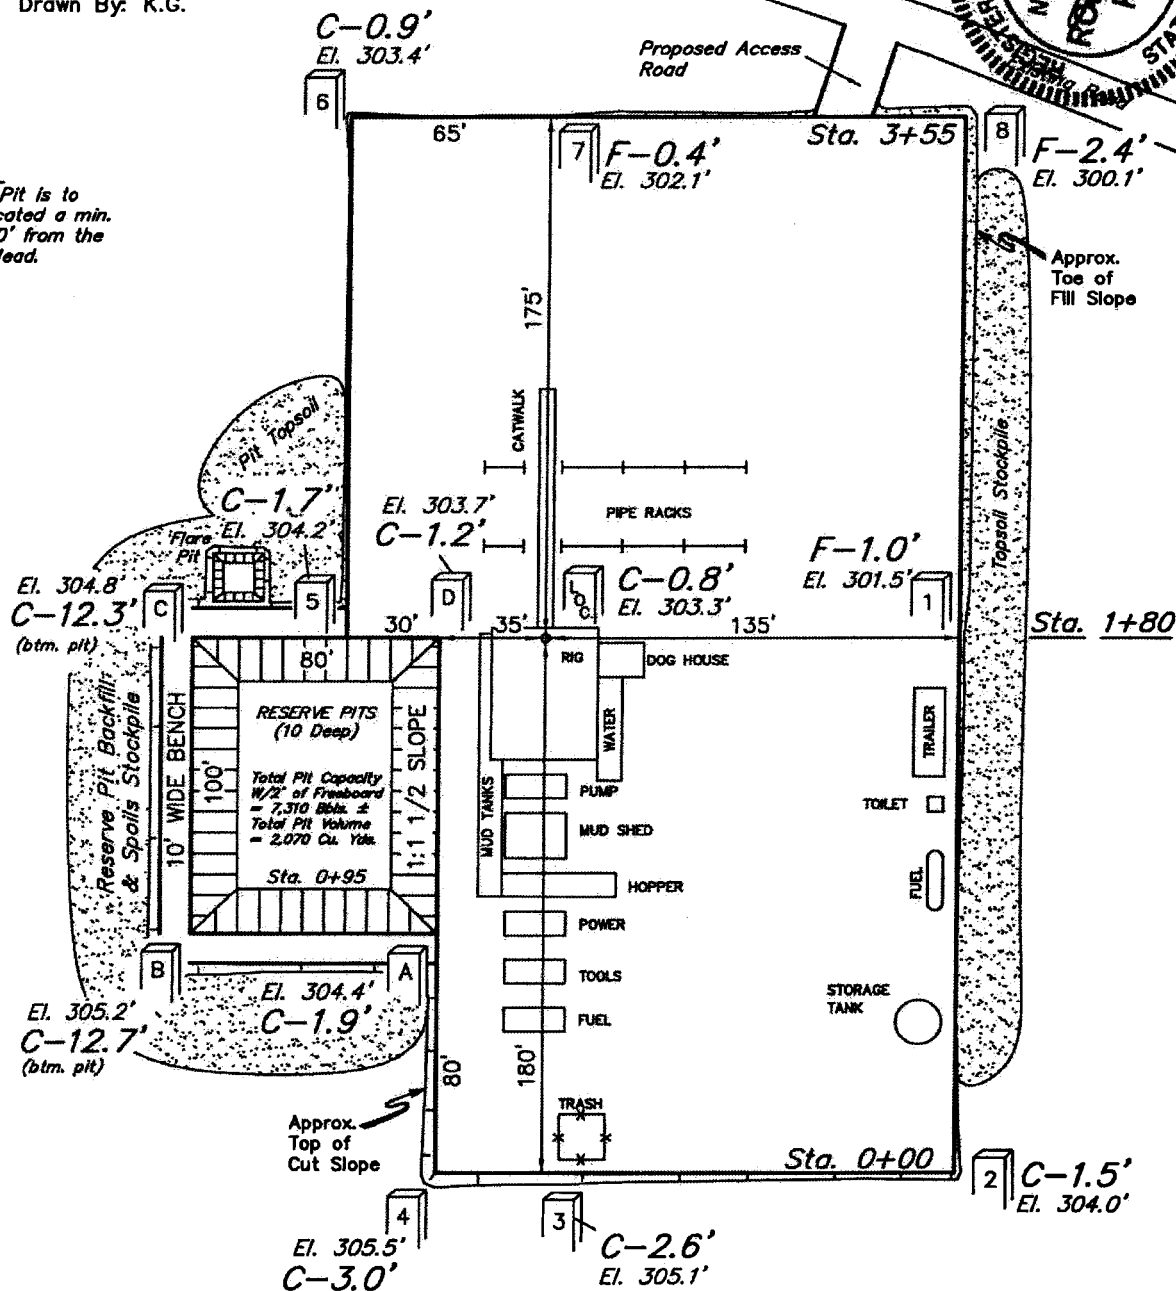 Drawn By: K.G.
C-0.9'
El. 303.4'
6
Proposed Access
Road
65'
7
F-0.4'
El. 302.1'
Sta. 3+55
8
F-2.4'
El. 300.1'
Pit is to
cated a min.
0' from the
lead.
Approx.
Toe of
Fill Slope
175'
CATWALK
Pit Topsoil
C-1.7'
El. 304.2'
Flare
Pit
El. 303.7'
C-1.2'
PIPE RACKS
F-1.0'
El. 301.5'
Topsoil Stockpile
El. 304.8'
C-12.3'
(btm. pit)
C
5
D
LOC.
C-0.8'
El. 303.3'
1
30'
35'
135'
Sta. 1+80
80'
RIG
DOG HOUSE
RESERVE PITS
(10 Deep)
Total Pit Capacity
W/2' of Freeboard
= 7,310 Bbls. ±
Total Pit Volume
= 2,070 Cu. Yds.
Sta. 0+95
Reserve Pit Backfill
& Spoils Stockpile
10' WIDE BENCH
100'
1:1 1/2 SLOPE
MUD TANKS
WATER
TRAILER
PUMP
TOILET
MUD SHED
FUEL
HOPPER
POWER
TOOLS
STORAGE
TANK
FUEL
B
A
El. 304.4'
C-1.9'
El. 305.2'
C-12.7'
(btm. pit)
80'
180'
Approx.
Top of
Cut Slope
TRASH
Sta. 0+00
2
C-1.5'
El. 304.0'
4
El. 305.5'
C-3.0'
3
C-2.6'
El. 305.1'